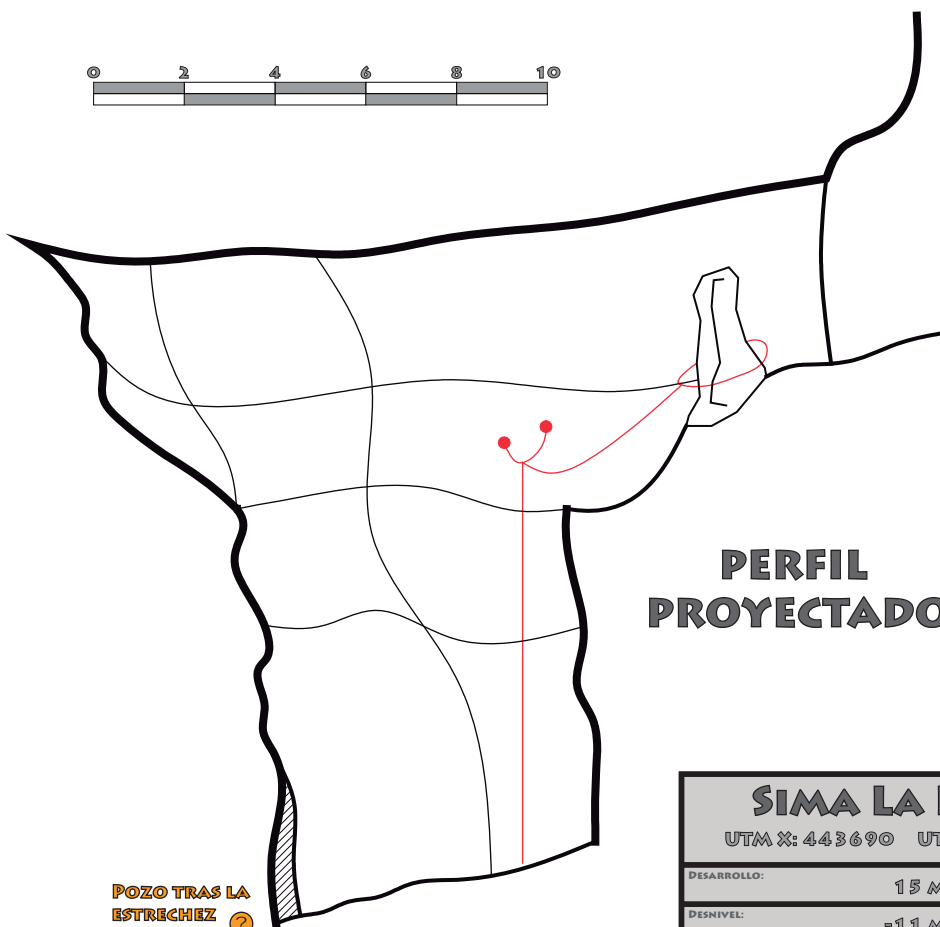 0 2 4 6 8 10
PERFIL
PROYECTADO
SIMA LA
UTM X: 443690
DESARROLLO:
15
DESNIVEL:
-11
POZO TRAS LA
ESTRECHEZ ?